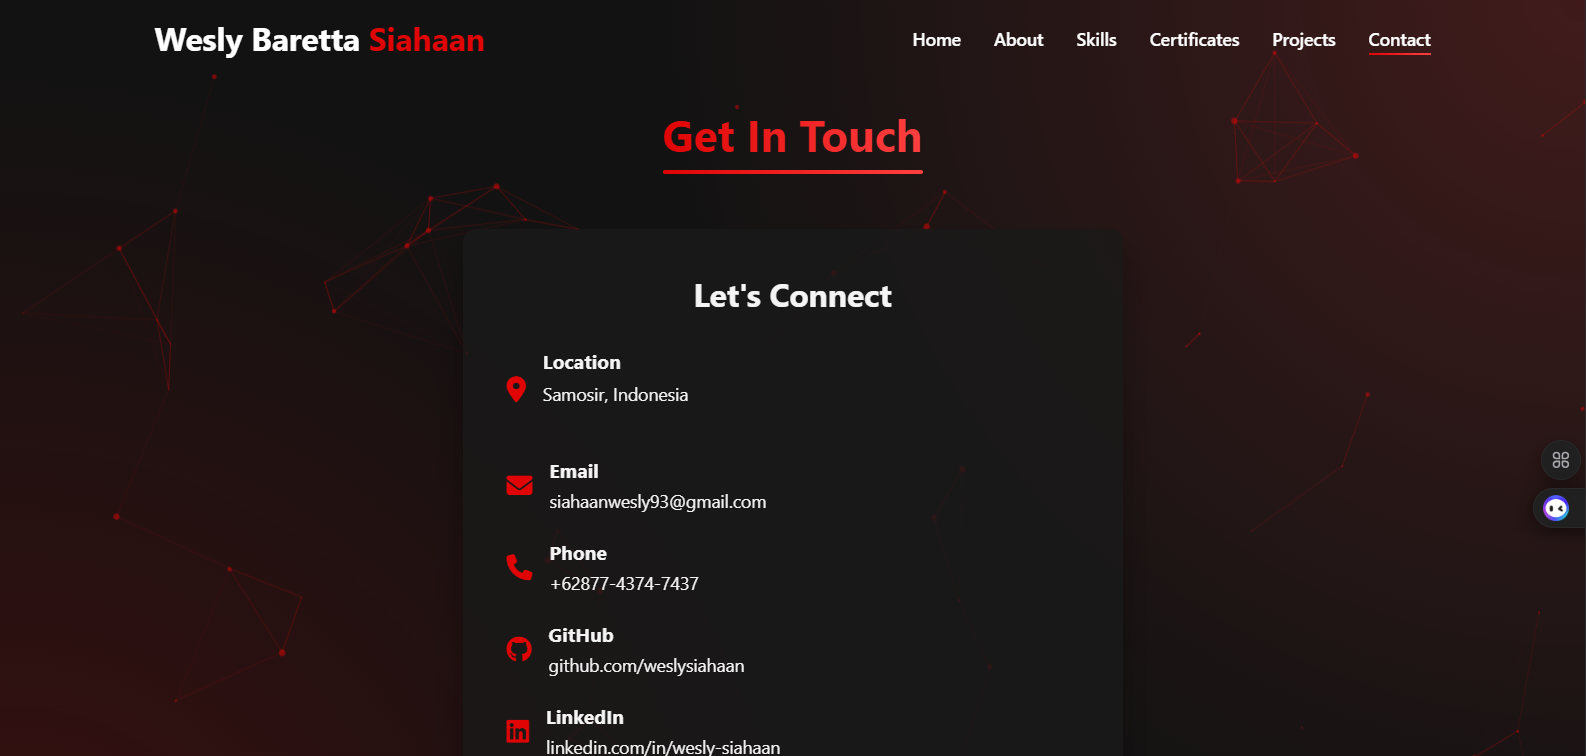 Wesly Baretta Siahaan
Home About Skills Certificates Projects Contact
Get In Touch
Let's Connect
Location
Samosir, Indonesia
Email
siahaanwesly93@gmail.com
Phone
+62877-4374-7437
GitHub
github.com/weslysiahaan
LinkedIn
linkedin.com/in/wesly-siahaan